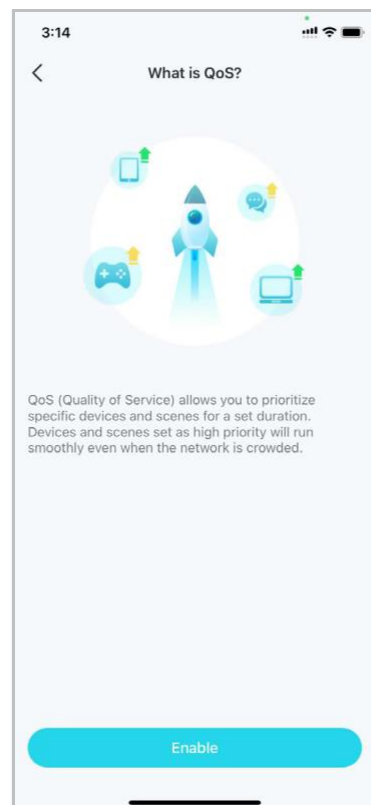 3:14
What is QoS?
QoS (Quality of Service) allows you to prioritize
specific devices and scenes for a set duration.
Devices and scenes set as high priority will run
smoothly even when the network is crowded.
Enable